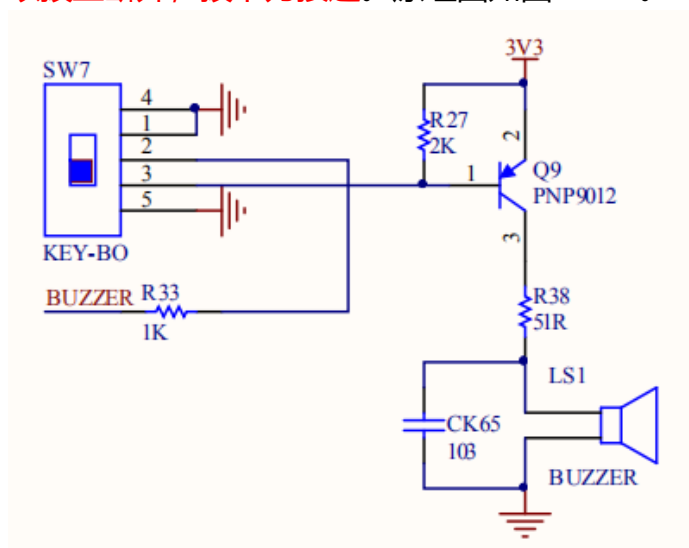 3V3
SW7
4
1
2
3
5
KEY-BO
R27
2K
1
2
3
Q9
PNP9012
BUZZER
R33
1K
R38
51R
LS1
CK65
103
BUZZER